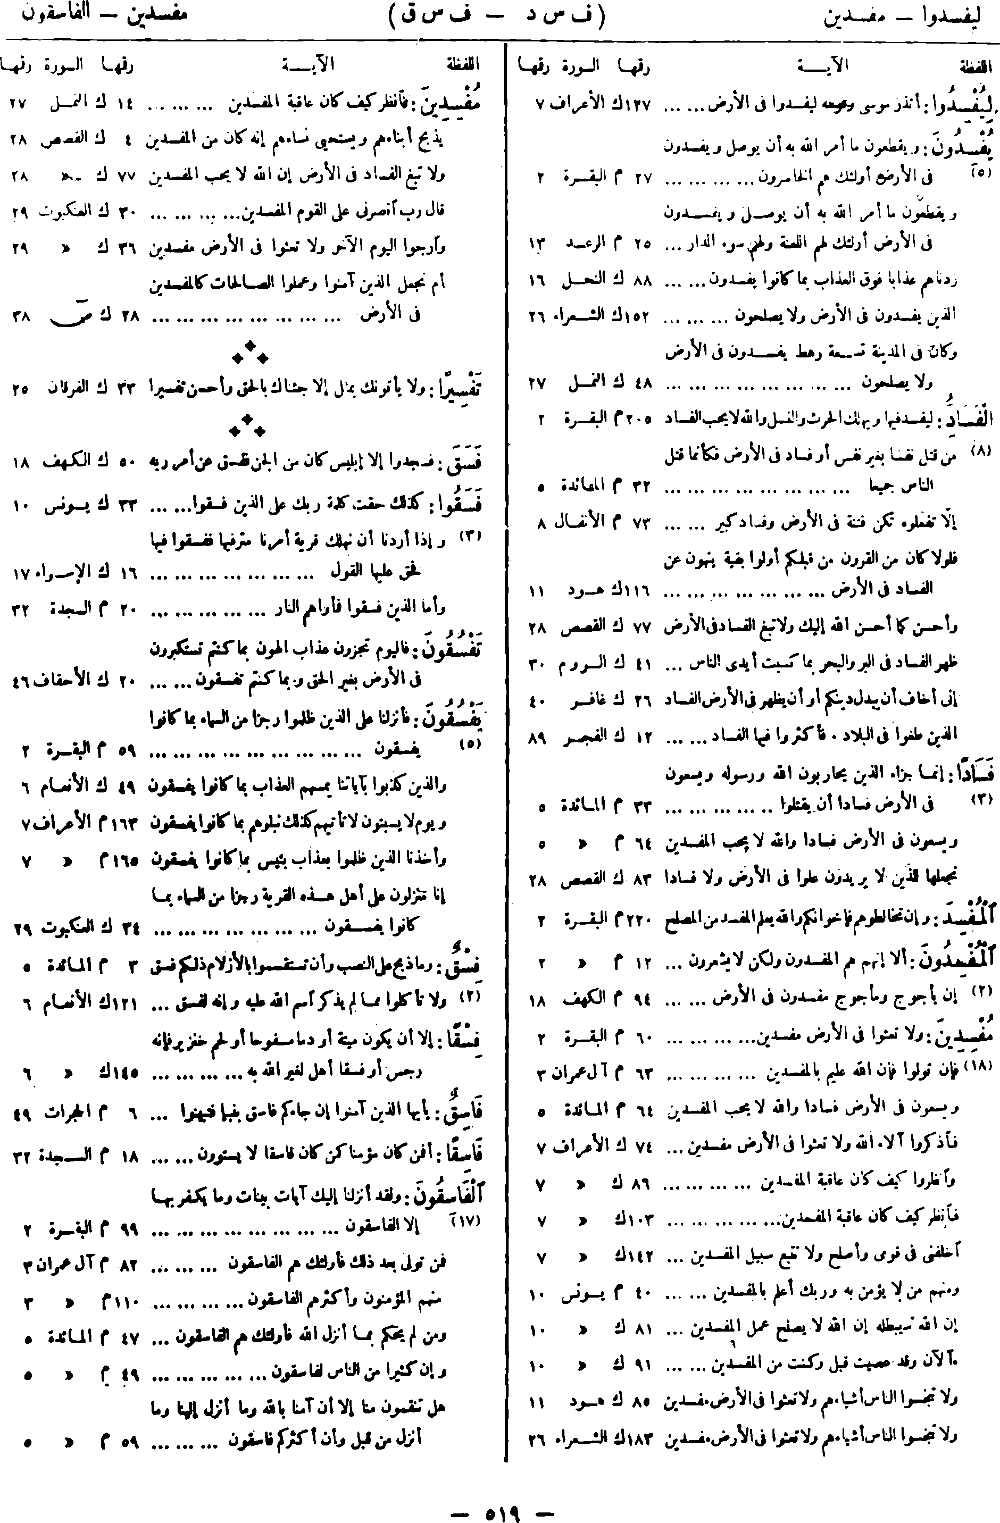 ليفسدوا – مفسدين (ف س د – ف س ق) مفسدين – الفاسقون
اللفظة الآيـــة رقمها السورة رقمها
لِيُفْسِدُوا: أتذر موسى وقومه ليفسدوا فى الأرض... ... ١٢٧ك الأعراف ٧
يُفْسِدُونَ: ويقطعون ما أمر الله به أن يوصل ويفسدون
(٥) فى الأرض أولئك هم الخاسرون... ... ... ... ٢٧ م البقرة ٢
ويقطعون ما أمر الله به أن يوصل ويفسدون
فى الأرض أولئك لهم اللعنة ولهم سوء الدار ... ٢٥ م الرعد ١٣
زدناهم عذابا فوق العذاب بما كانوا يفسدون... ... ٨٨ ك النحل ١٦
الذين يفسدون فى الأرض ولا يصلحون ... ... ... ١٥٢ك الشعراء ٢٦
وكان فى المدينة تسعة رهط يفسدون فى الأرض
ولا يصلحون ... ... ... ... ... ... ... ... ٤٨ ك النمل ٢٧
الْفَسَادُ: ليفسد فيها ويهلك الحرث والنسل والله لا يحب الفساد ٢٠٥م البقرة ٢
(٨) من قتل نفسا بغير نفس أو فساد فى الأرض فكأنما قتل
الناس جميعا ... ... ... ... ... ... ... ... ٣٢ م المائدة ٥
إلا تفعلوه تكن فتنة فى الأرض وفساد كبير ... ... ٧٣ م الأنفال ٨
فلولا كان من القرون من قبلكم أولوا بقية ينهون عن
الفساد فى الأرض ... ... ... ... ... ... ... ١١٦ك هود ١١
وأحسن كما أحسن الله إليك ولا تبغ الفساد فى الأرض ٧٧ ك القصص ٢٨
ظهر الفساد فى البر والبحر بما كسبت أيدى الناس ... ٤١ ك الروم ٣٠
إنى أخاف أن يبدل دينكم أو أن يظهر فى الأرض الفساد ٢٦ ك غافر ٤٠
الذين طغوا فى البلاد ٠ فأكثروا فيها الفساد ... ... ١٢ ك الفجر ٨٩
فَسَادًا: إنما جزاء الذين يحاربون الله ورسوله ويسعون
(٣) فى الأرض فسادا أن يقتلوا .. ... ... ... ... ٣٣ م المائدة ٥
ويسعون فى الأرض فسادا والله لا يحب المفسدين ٦٤ م » ٥
نجعلها للذين لا يريدون علوا فى الأرض ولا فسادا ٨٣ ك القصص ٢٨
الْمُفْسِدَ: وإن تخالطوهم فإخوانكم والله يعلم المفسد من المصلح ٢٢٠م البقرة ٢
الْمُفْسِدُونَ: ألا إنهم هم المفسدون ولكن لا يشعرون ... ١٢ م » ٢
(٢) إن يأجوج ومأجوج مفسدون فى الأرض ... ... ٩٤ م الكهف ١٨
مُفْسِدِينَ: ولا تعثوا فى الأرض مفسدين... ... ... ... ٦٠ م البقرة ٢
(١٨) فإن تولوا فإن الله عليم بالمفسدين ... ... ... ... ٦٣ م آل عمران ٣
ويسعون فى الأرض فسادا والله لا يحب المفسدين ٦٤ م المائدة ٥
فأذكروا آلاء الله ولا تعثوا فى الأرض مفسدين... ٧٤ ك الأعراف ٧
وأنظروا كيف كان عاقبة المفسدين ... ... ... ... ٨٦ ك » ٧
فأنظر كيف كان عاقبة المفسدين... ... ... ... ١٠٣ك » ٧
اخلفنى فى قومى وأصلح ولا تتبع سبيل المفسدين ... ١٤٢ك » ٧
ومنهم من لا يؤمن به وربك أعلم بالمفسدين ... ... ٤٠ م يونس ١٠
إن الله سيبطله إن الله لا يصلح عمل المفسدين ... ٨١ ك » ١٠
ءالآن وقد عصيت قبل وكنت من المفسدين ... ... ٩١ ك » ١٠
ولا تبخسوا الناس أشياءهم ولا تعثوا فى الأرض مفسدين ٨٥ ك هود ١١
ولا تبخسوا الناس أشياءهم ولا تعثوا فى الأرض مفسدين ١٨٣ك الشعراء ٢٦
اللفظة الآيـــة رقمها السورة رقمها
مُفْسِدِينَ: فأنظر كيف كان عاقبة المفسدين ... ... ... ١٤ ك النمل ٢٧
يذبح أبناءهم ويستحيى نساءهم إنه كان من المفسدين ٤ ك القصص ٢٨
ولا تبغ الفساد فى الأرض إن الله لا يحب المفسدين ٧٧ ك » ٢٨
قال رب انصرنى على القوم المفسدين... ... ... ... ٣٠ ك العنكبوت ٢٩
وارجوا اليوم الآخر ولا تعثوا فى الأرض مفسدين ٣٦ ك » ٢٩
أم نجعل الذين آمنوا وعملوا الصالحات كالمفسدين
فى الأرض ... ... ... ... ... ... ... ... ... ٢٨ ك ص ٣٨
تَفْسِيرًا: ولا يأتونك بمثل إلا جئناك بالحق وأحسن تفسيرا ٣٣ ك الفرقان ٢٥
فَسَقَ: فسجدوا إلا إبليس كان من الجن ففسق عن أمر ربه ٥٠ ك الكهف ١٨
فَسَقُوا: كذلك حقت كلمة ربك على الذين فسقوا... ... ٣٣ ك يونس ١٠
(٣) وإذا أردنا أن نهلك قرية أمرنا مترفيها ففسقوا فيها
فحق عليها القول ... ... ... ... ... ... ... ... ١٦ ك الإسراء ١٧
وأما الذين فسقوا فمأواهم النار ... ... ... ... ... ٢٠ م السجدة ٣٢
تَفْسُقُونَ: فاليوم تجزون عذاب الهون بما كنتم تستكبرون
فى الأرض بغير الحق وبما كنتم تفسقون... ... ... ٢٠ ك الأحقاف ٤٦
يَفْسُقُونَ: فأنزلنا على الذين ظلموا رجزا من السماء بما كانوا
(٥) يفسقون ... ... ... ... ... ... ... ... ... ... ٥٩ م البقرة ٢
والذين كذبوا بآياتنا يمسهم العذاب بما كانوا يفسقون ٤٩ ك الأنعام ٦
ويوم لا يسبتون لا تأتيهم كذلك نبلوهم بما كانوا يفسقون ١٦٣م الأعراف ٧
وأخذنا الذين ظلموا بعذاب بئيس بما كانوا يفسقون ١٦٥م » ٧
إنا منزلون على أهل هذه القرية رجزا من السماء بما
كانوا يفسقون ... ... ... ... ... ... ... ... ... ٣٤ ك العنكبوت ٢٩
فِسْقٌ: وما ذبح على النصب وأن تستقسموا بالأزلام ذلكم فسق ٣ م المائدة ٥
(٢) ولا تأكلوا مما لم يذكر اسم الله عليه وإنه لفسق ... ١٢١ك الأنعام ٦
فِسْقًا: إلا أن يكون ميتة أو دما مسفوحا أو لحم خنزير فإنه
رجس أو فسقا أهل لغير الله به ... ... ... ... ... ١٤٥ك » ٦
فَاسِقٌ: يأيها الذين آمنوا إن جاءكم فاسق بنبإ فتبينوا ... ٦ م الحجرات ٤٩
فَاسِقًا: أفمن كان مؤمنا كمن كان فاسقا لا يستوون... ... ١٨ م السجدة ٣٢
الْفَاسِقُونَ: ولقد أنزلنا إليك آيات بينات وما يكفر بها
(١٧) إلا الفاسقون ... ... ... ... ... ... ... ... ... ٩٩ م البقرة ٢
فمن تولى بعد ذلك فأولئك هم الفاسقون ... ... ... ٨٢ م آل عمران ٣
منهم المؤمنون وأكثرهم الفاسقون ... ... ... ... ١١٠م » ٣
ومن لم يحكم بما أنزل الله فأولئك هم الفاسقون ... ٤٧ م المائدة ٥
وإن كثيرا من الناس لفاسقون ... ... ... ... ... ٤٩ م » ٥
هل تنقمون منا إلا أن آمنا بالله وما أنزل إلينا وما
أنزل من قبل وأن أكثركم فاسقون ... ... ... ... ٥٩ م » ٥
– ٥١٩ –